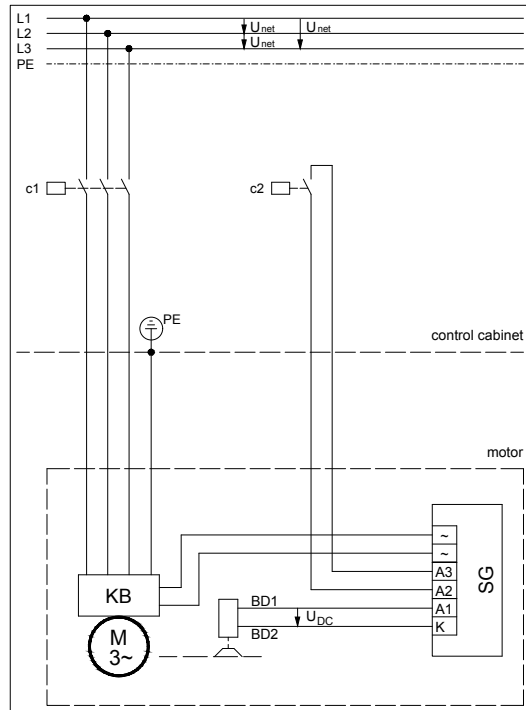 L1
L2
L3
PE
Unet
Unet
Unet
c1
c2
PE
control cabinet
motor
~
~
A3
A2
A1
K
SG
KB
BD1
UDC
BD2
M
3~